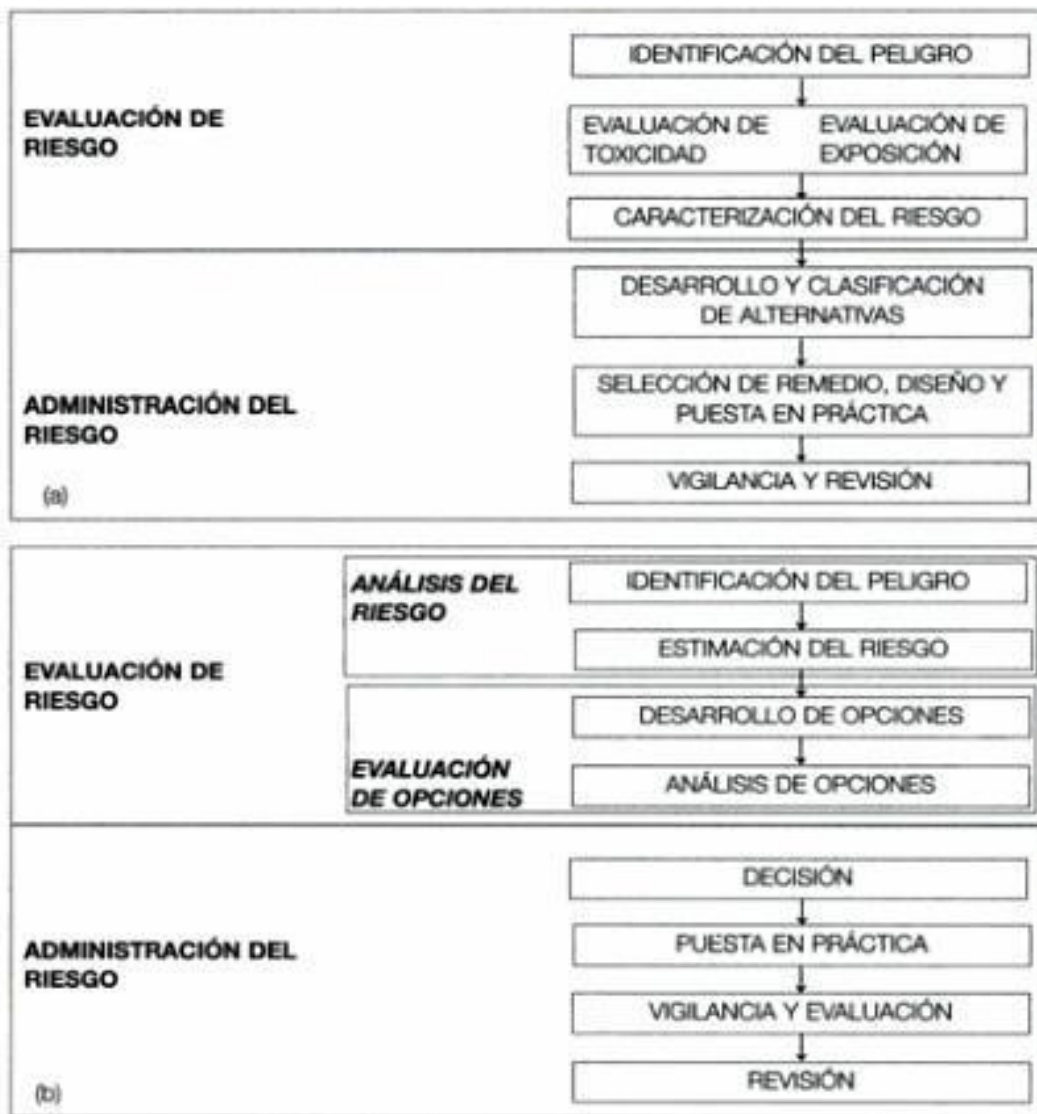 IDENTIFICACIÓN DEL PELIGRO
EVALUACIÓN DE
RIESGO
EVALUACIÓN DE
TOXICIDAD
EVALUACIÓN DE
EXPOSICIÓN
CARACTERIZACIÓN DEL RIESGO
DESARROLLO Y CLASIFICACIÓN
DE ALTERNATIVAS
ADMINISTRACIÓN DEL
RIESGO
SELECCIÓN DE REMEDIO, DISEÑO Y
PUESTA EN PRÁCTICA
VIGILANCIA Y REVISIÓN
(a)
EVALUACIÓN DE
RIESGO
ANÁLISIS DEL
RIESGO
IDENTIFICACIÓN DEL PELIGRO
ESTIMACIÓN DEL RIESGO
EVALUACIÓN
DE OPCIONES
DESARROLLO DE OPCIONES
ANÁLISIS DE OPCIONES
ADMINISTRACIÓN DEL
RIESGO
DECISIÓN
PUESTA EN PRÁCTICA
VIGILANCIA Y EVALUACIÓN
REVISIÓN
(b)